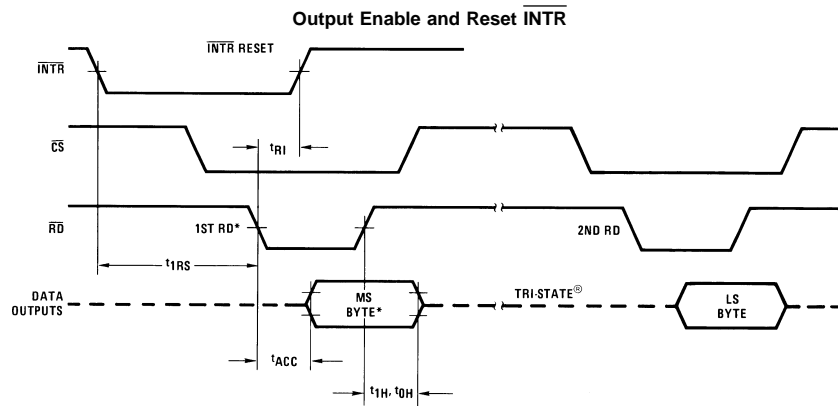 Output Enable and Reset INTR
INTR RESET
INTR
CS
tRI
RD
1ST RD*
2ND RD
t1RS
DATA
OUTPUTS
MS
BYTE*
TRI-STATE®
LS
BYTE
tACC
t1H, t0H